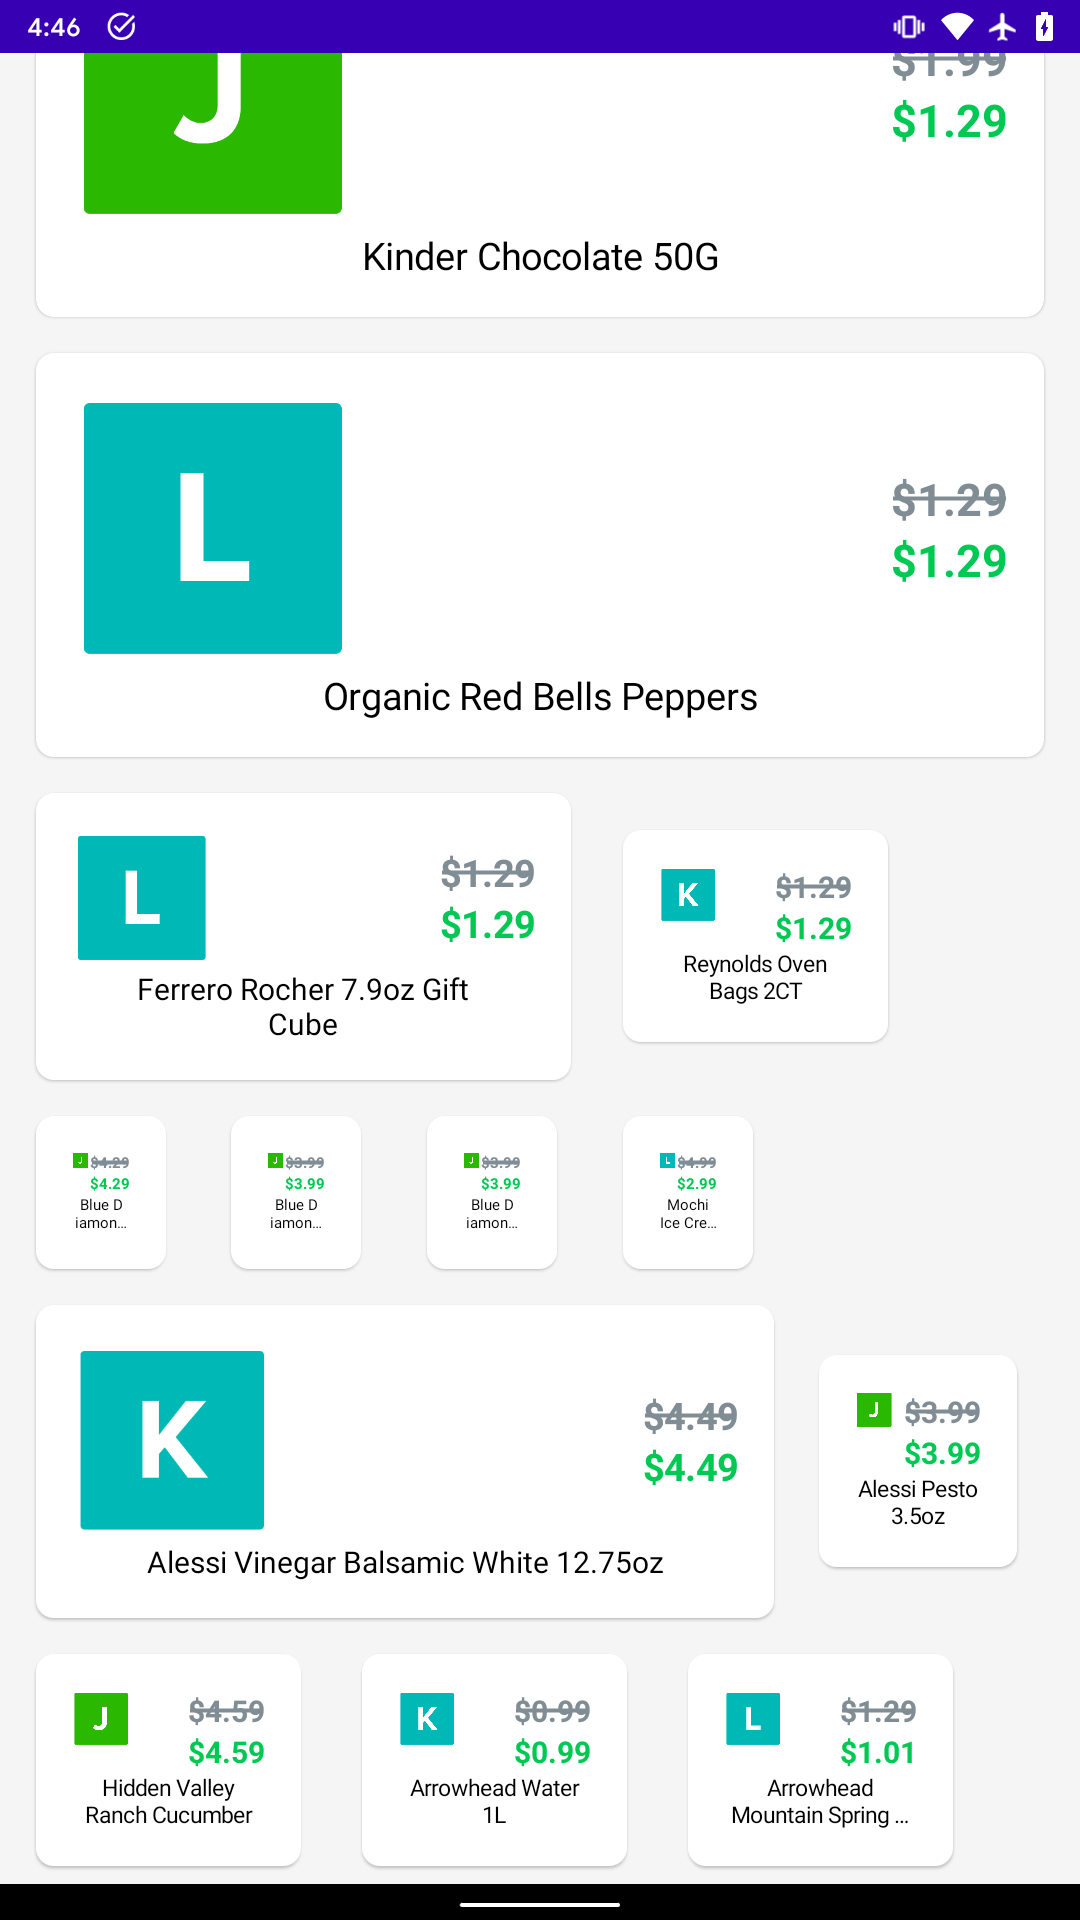 4:46
J
$1.99
$1.29
Kinder Chocolate 50G
L
$1.29
$1.29
Organic Red Bells Peppers
L
$1.29
$1.29
Ferrero Rocher 7.9oz Gift
Cube
K
$1.29
$1.29
Reynolds Oven
Bags 2CT
J
$4.29
$4.29
Blue D
iamon...
J
$3.99
$3.99
Blue D
iamon...
J
$3.99
$3.99
Blue D
iamon...
L
$4.99
$2.99
Mochi
Ice Cre...
K
$4.49
$4.49
Alessi Vinegar Balsamic White 12.75oz
J
$3.99
$3.99
Alessi Pesto
3.5oz
J
$4.59
$4.59
Hidden Valley
Ranch Cucumber
K
$0.99
$0.99
Arrowhead Water
1L
L
$1.29
$1.01
Arrowhead
Mountain Spring ...